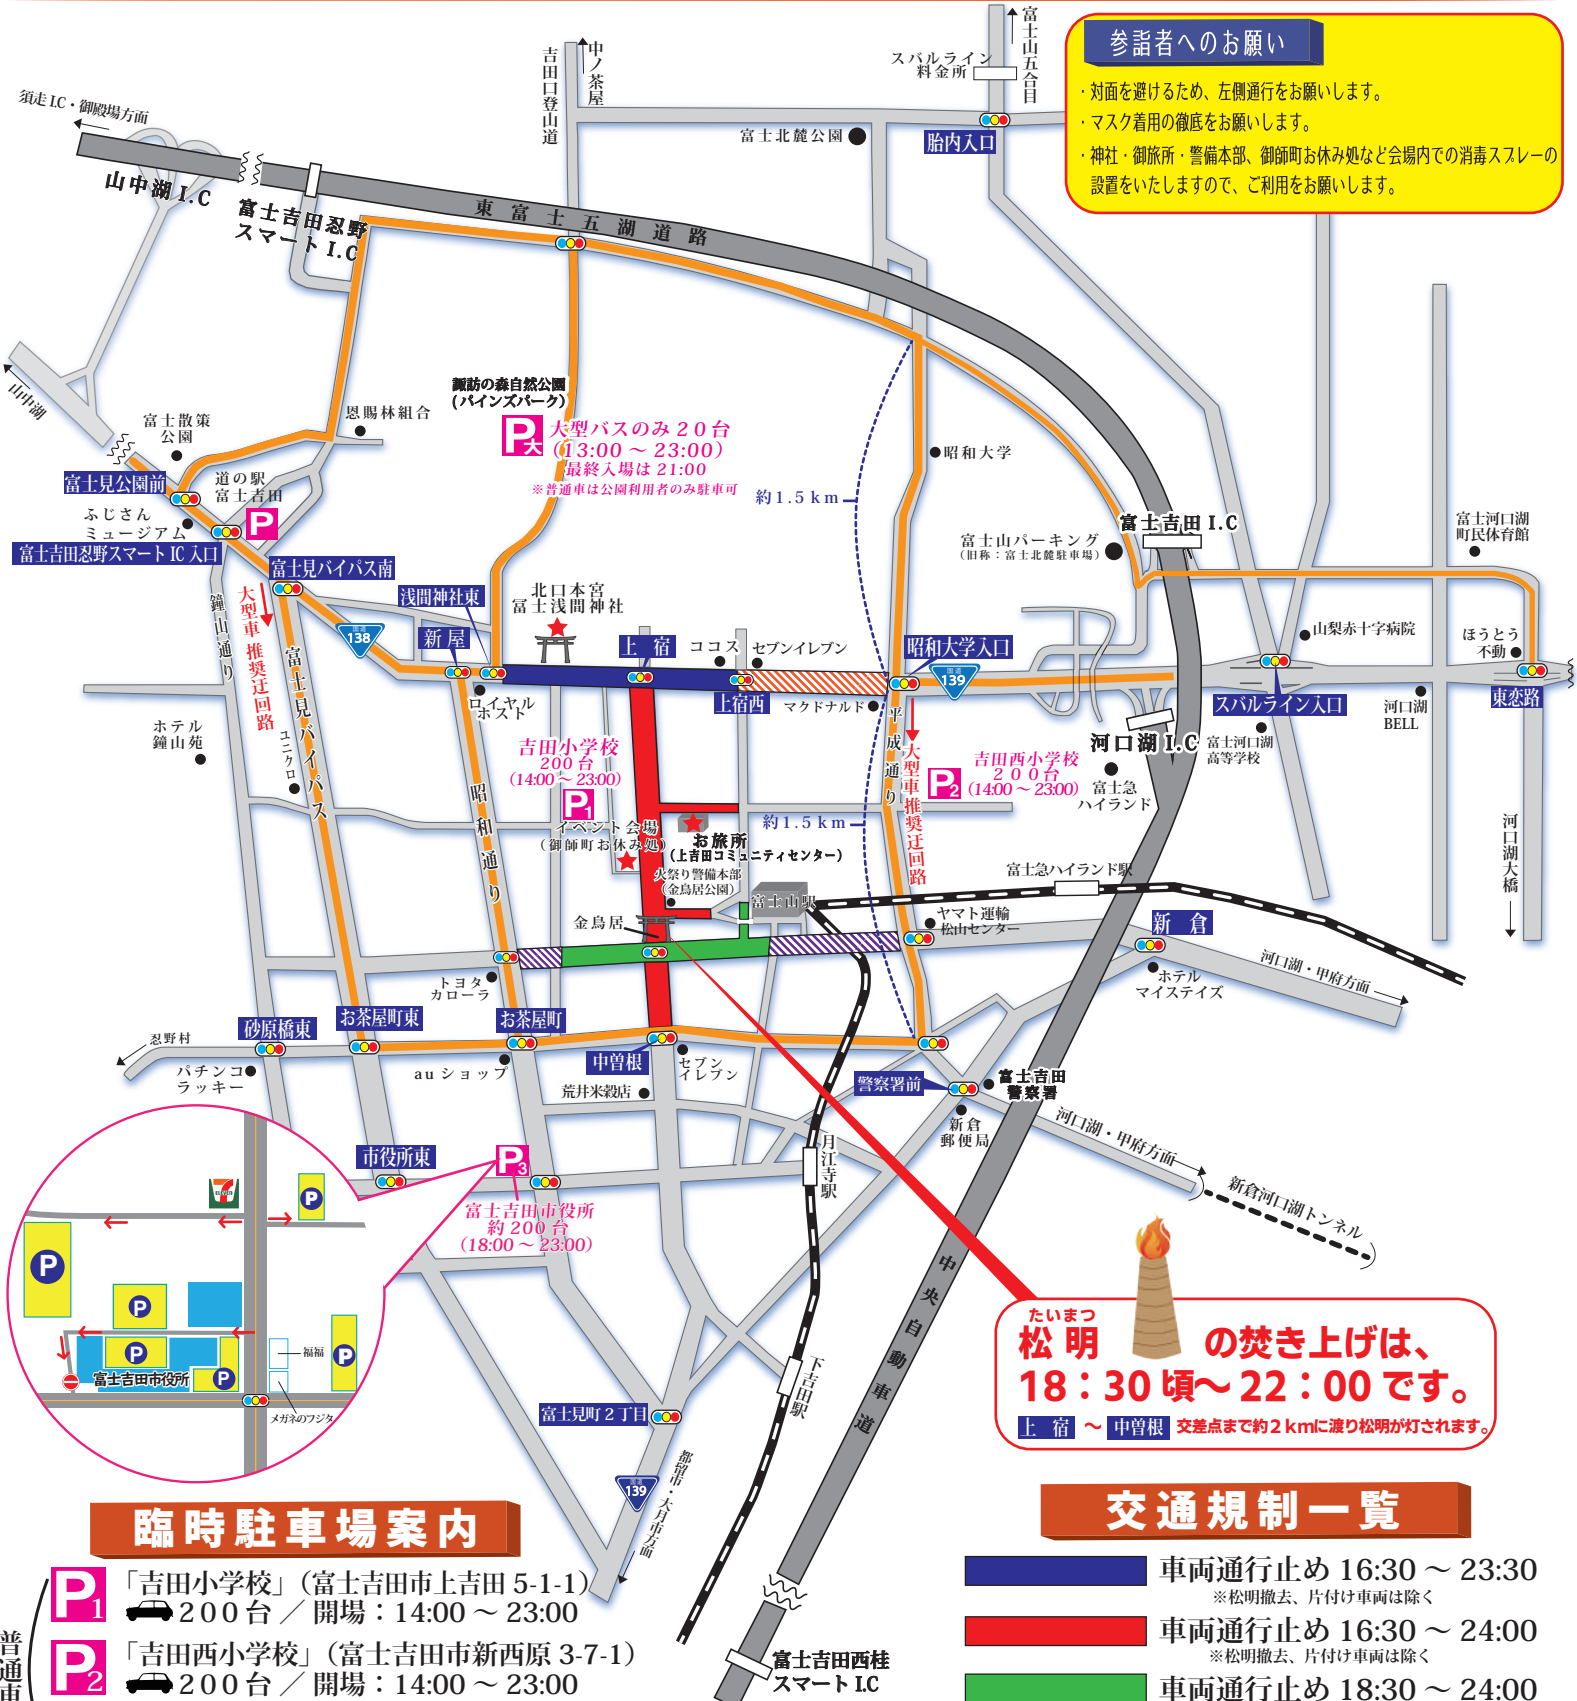 参詣者へのお願い
・対面を避けるため、左側通行をお願いします。
・マスク着用の徹底をお願いします。
・神社・御旅所・警備本部、御師町お休み処など会場内での消毒スプレーの
設置をいたしますので、ご利用をお願いします。
富士山五合目
スバルライン
料金所
中ノ茶屋
吉田口登山道
富士北麓公園
胎内入口
須走I.C・御殿場方面
山中湖I.C
富士吉田忍野
スマートI.C
東富士五湖道路
山中湖
富士散策
公園
恩賜林組合
諏訪の森自然公園
(パインズパーク)
P大
大型バスのみ20台
(13:00～23:00)
最終入場は21:00
※普通車は公園利用者のみ駐車可
約1.5km
昭和大学
富士見公園前
道の駅
富士吉田
P
ふじさん
ミュージアム
富士吉田忍野スマートIC入口
富士見バイパス南
富士山パーキング
(旧称：富士北麓駐車場)
富士吉田I.C
富士河口湖
町民体育館
鐘山通り
大型車 推奨迂回路
国道
138
浅間神社東
新屋
北口本宮
冨士浅間神社
上宿
ココス
セブンイレブン
昭和大学入口
国道
139
山梨赤十字病院
ほうとう
不動
富士見バイパス
ロイヤル
ホスト
上宿西
マクドナルド
スバルライン入口
河口湖
BELL
東恋路
ホテル
鐘山苑
ユニクロ
吉田小学校
200台
(14:00～23:00)
P1
平成通り
大型車 推奨迂回路
吉田西小学校
200台
(14:00～23:00)
P2
河口湖I.C
富士河口湖
高等学校
富士急
ハイランド
昭和通り
イベント会場
(御師町お休み処)
お旅所
(上吉田コミュニティセンター)
約1.5km
火祭り警備本部
(金鳥居公園)
富士山駅
富士急ハイランド駅
河口湖大橋
金鳥居
ヤマト運輸
松山センター
新倉
トヨタ
カローラ
ホテル
マイステイズ
河口湖・甲府方面
忍野村
砂原橋東
お茶屋町東
お茶屋町
中曽根
セブン
イレブン
パチンコ
ラッキー
auショップ
荒井米穀店
警察署前
富士吉田
警察署
新倉
郵便局
河口湖・甲府方面
新倉河口湖トンネル
月江寺駅
市役所東
P3
富士吉田市役所
約200台
(18:00～23:00)
7
ELEVEN
P
P
P
P
P
P
福福
富士吉田市役所
メガネのフジタ
中央自動車道
下吉田駅
富士見町2丁目
国道
139
都留市・大月市方面
たいまつ
松明の焚き上げは、
18：30頃～22：00です。
上宿～中曽根 交差点まで約2kmに渡り松明が灯されます。
臨時駐車場案内
普通車
P1 「吉田小学校」（富士吉田市上吉田5-1-1）
200台／開場：14:00～23:00
P2 「吉田西小学校」（富士吉田市新西原3-7-1）
200台／開場：14:00～23:00
富士吉田西桂
スマートI.C
交通規制一覧
車両通行止め 16:30～23:30
※松明撤去、片付け車両は除く
車両通行止め 16:30～24:00
※松明撤去、片付け車両は除く
車両通行止め 18:30～24:00